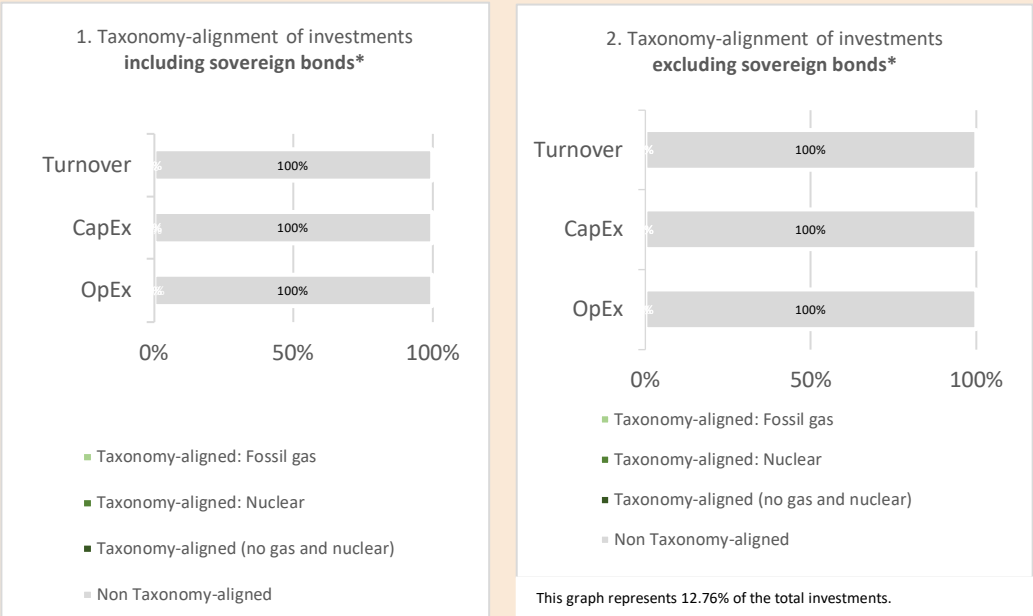 1. Taxonomy-alignment of investments
including sovereign bonds*
Turnover
100%
CapEx
100%
OpEx
100%
0% 50% 100%
Taxonomy-aligned: Fossil gas
Taxonomy-aligned: Nuclear
Taxonomy-aligned (no gas and nuclear)
Non Taxonomy-aligned
2. Taxonomy-alignment of investments
excluding sovereign bonds*
Turnover
100%
CapEx
100%
OpEx
100%
0% 50% 100%
Taxonomy-aligned: Fossil gas
Taxonomy-aligned: Nuclear
Taxonomy-aligned (no gas and nuclear)
Non Taxonomy-aligned
This graph represents 12.76% of the total investments.